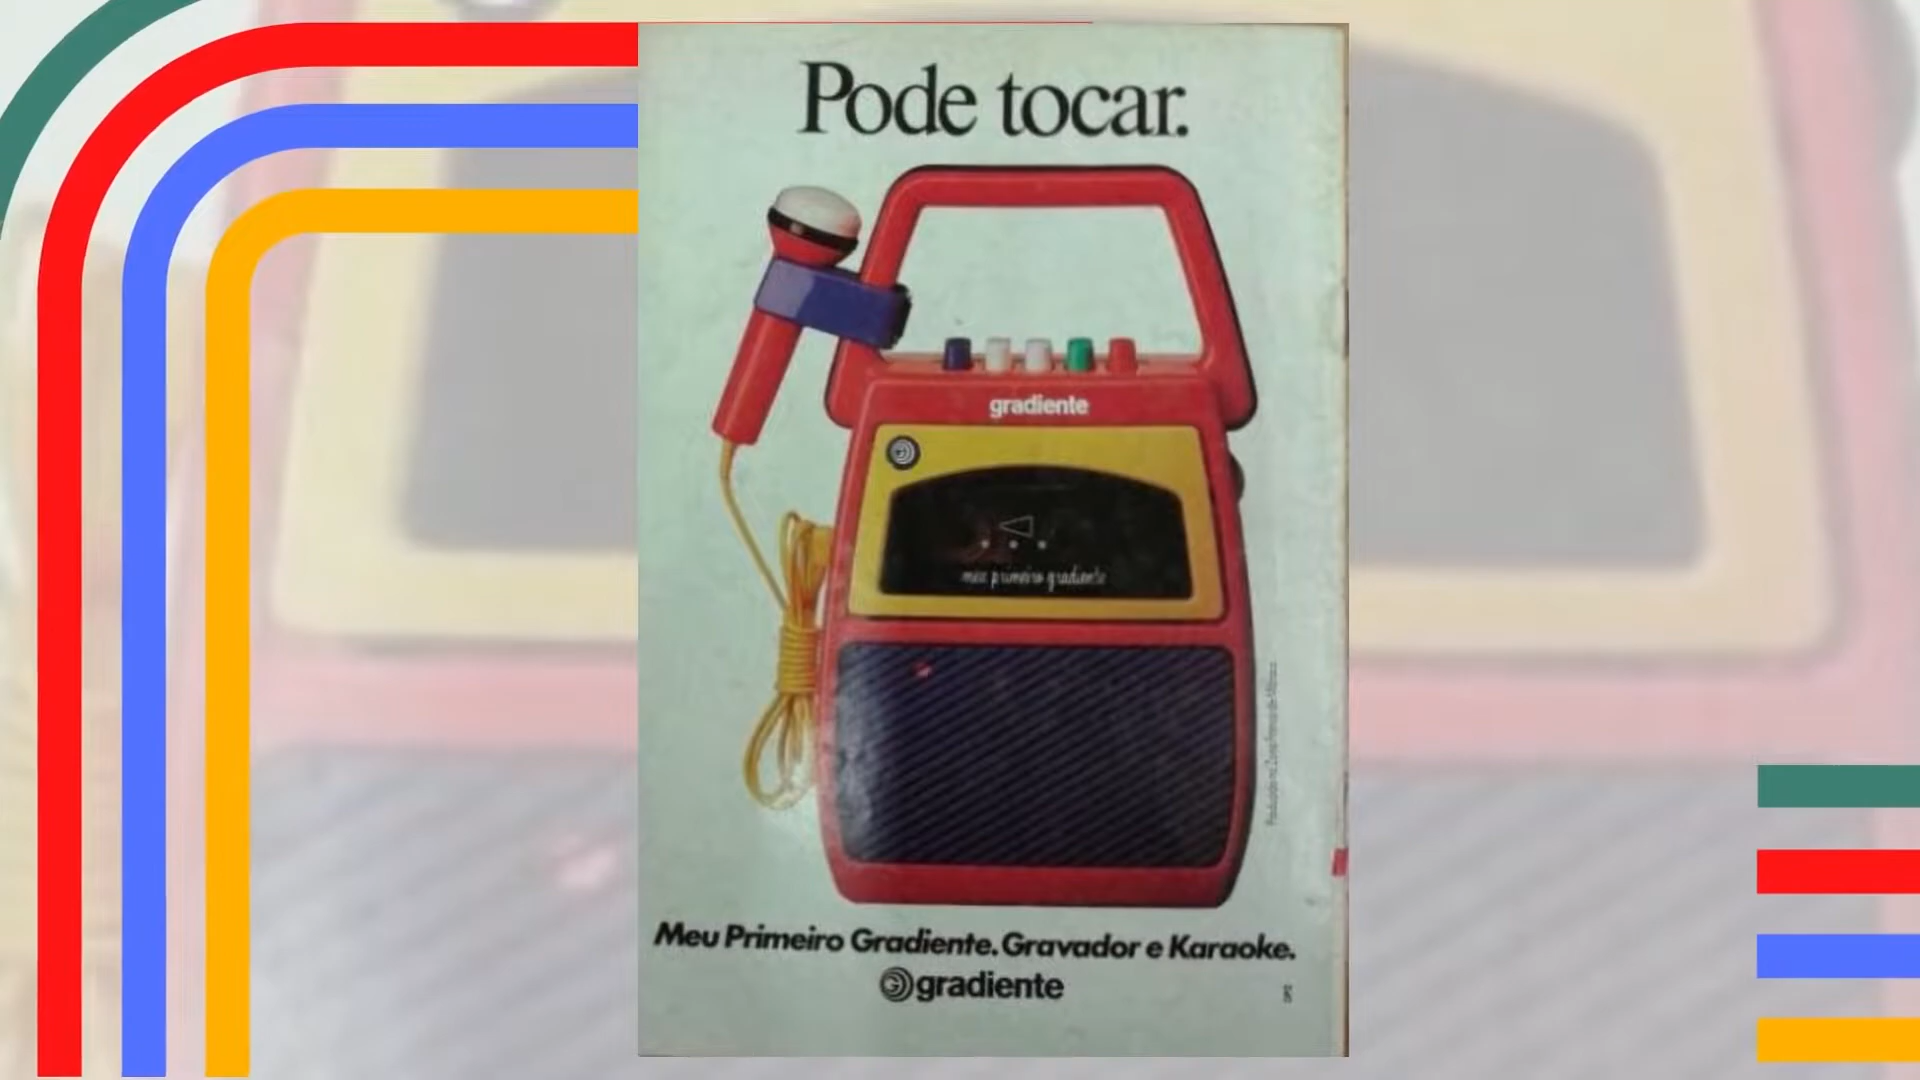 Pode tocar.
gradiente
meu primeiro gradiente
Meu Primeiro Gradiente. Gravador e Karaoke.
gradiente